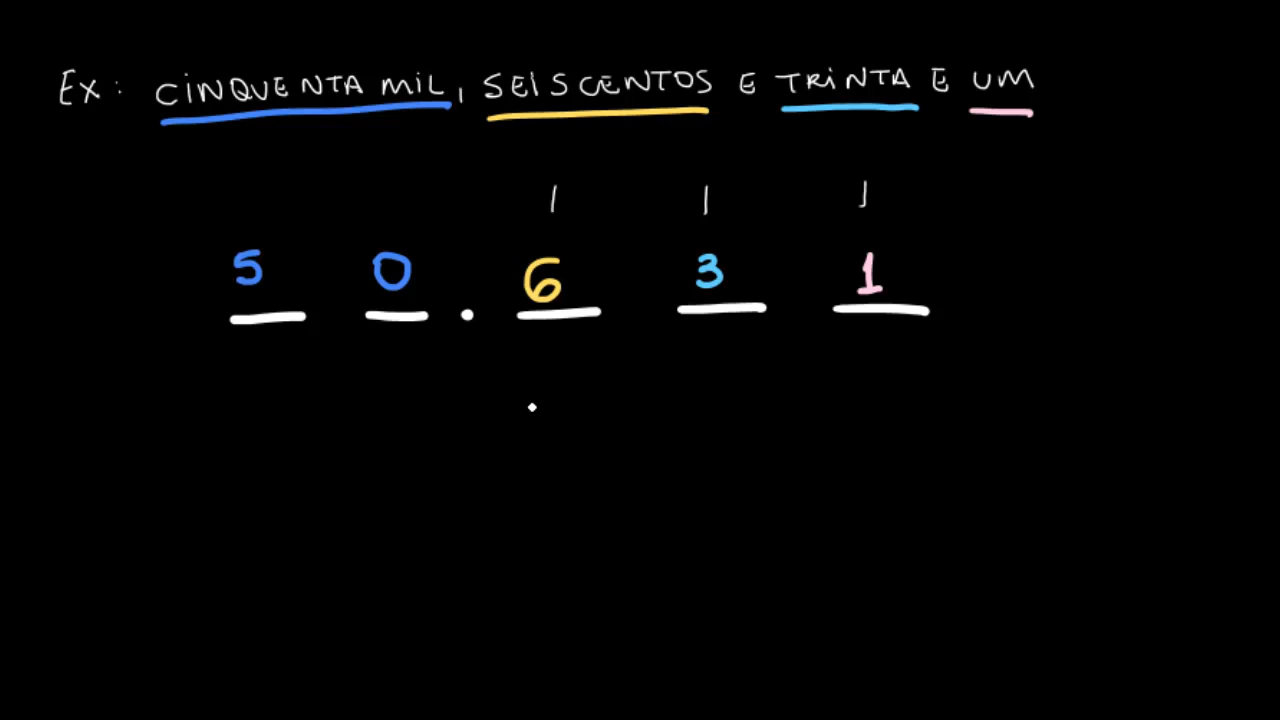 Ex: CINQUENTA MIL, SEISCENTOS E TRINTA E UM
| | |
5 0 . 6 3 1